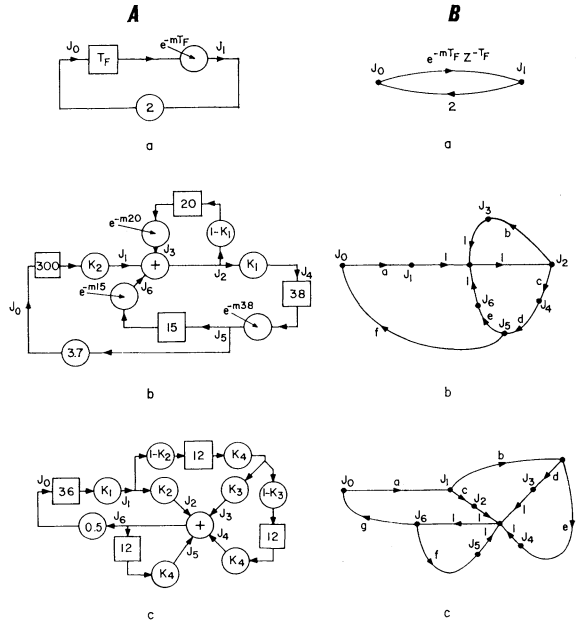 A
B
J0
TF
e^-mTF
J1
2
a
J0
e^-mTF Z^-TF
J1
2
a
20
e^-m20
1-K1
300
K2
J1
J3
+
J2
K1
J4
e^-m15
J6
38
15
J5
e^-m38
J0
3.7
b
J3
b
J0
a
J1
1
1
1
J2
c
1
J6
e
J4
J5
d
f
b
1-K2
12
K4
J0
36
K1
J1
K2
K3
1-K3
J2
J3
0.5
J6
+
J4
12
J5
12
K4
K4
c
J0
a
J1
b
c
J2
d
J3
1
e
g
J6
1
1
1
1
J4
f
J5
c